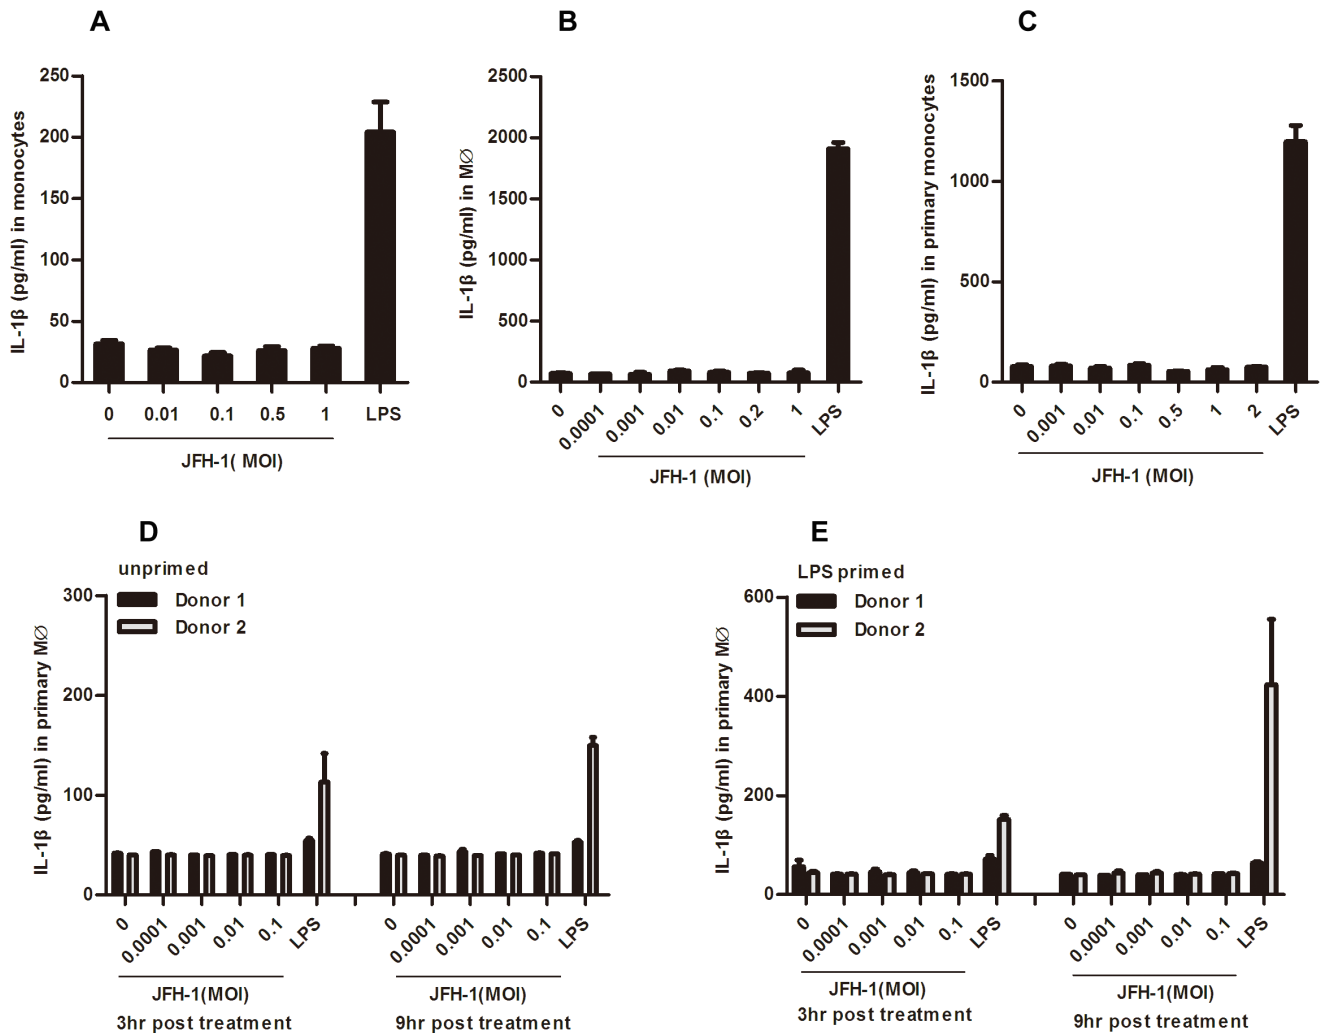 A
IL-1β (pg/ml) in monocytes
250
200
150
100
50
0
0 0.01 0.1 0.5 1 LPS
JFH-1( MOI)
B
IL-1β (pg/ml) in MØ
2500
2000
1500
1000
500
0
0 0.0001 0.001 0.01 0.1 0.2 1 LPS
JFH-1 (MOI)
C
IL-1β (pg/ml) in primary monocytes
1500
1000
500
0
0 0.001 0.01 0.1 0.5 1 2 LPS
JFH-1 (MOI)
D
unprimed
Donor 1
Donor 2
IL-1β (pg/ml) in primary MØ
300
200
100
0
0 0.0001 0.001 0.01 0.1 LPS 0 0.0001 0.001 0.01 0.1 LPS
JFH-1(MOI) JFH-1(MOI)
3hr post treatment 9hr post treatment
E
LPS primed
Donor 1
Donor 2
IL-1β (pg/ml) in primary MØ
600
400
200
0
0 0.0001 0.001 0.01 0.1 LPS 0 0.0001 0.001 0.01 0.1 LPS
JFH-1(MOI) JFH-1(MOI)
3hr post treatment 9hr post treatment